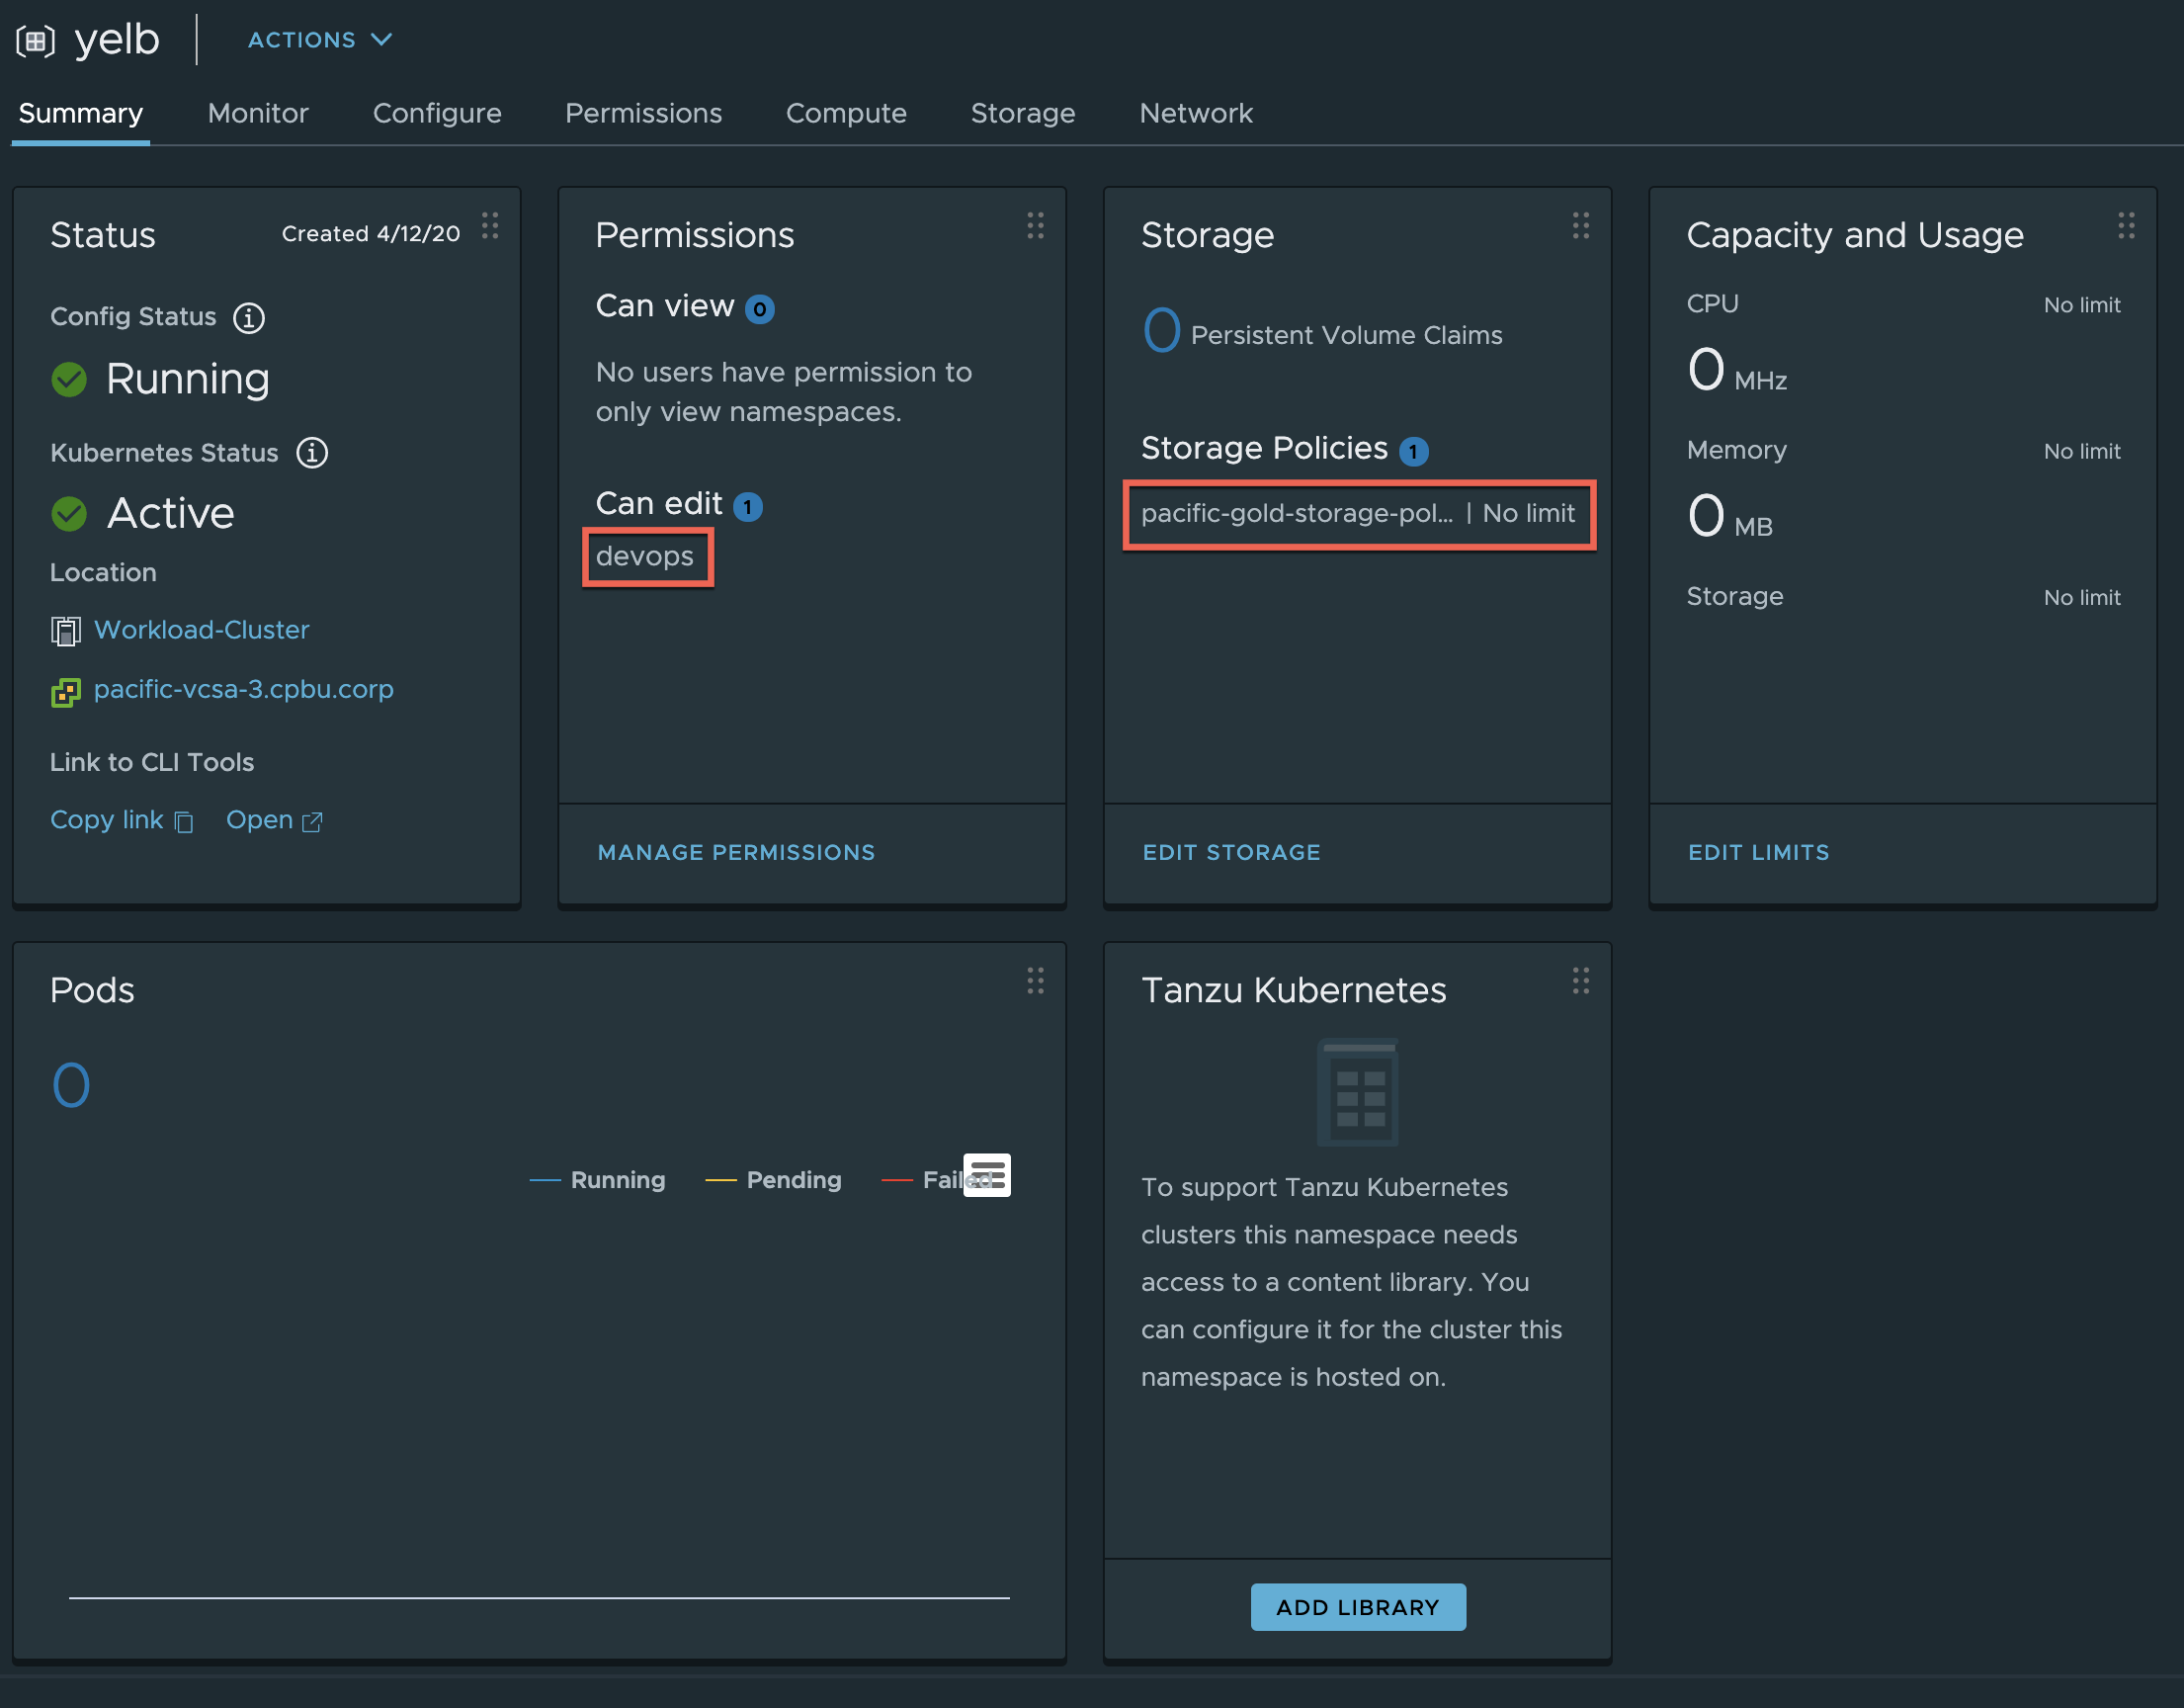 yelb
ACTIONS
Summary Monitor Configure Permissions Compute Storage Network
Status Created 4/12/20
Config Status
Running
Kubernetes Status
Active
Location
Workload-Cluster
pacific-vcsa-3.cpbu.corp
Link to CLI Tools
Copy link Open
Permissions
Can view 0
No users have permission to
only view namespaces.
Can edit 1
devops
MANAGE PERMISSIONS
Storage
0 Persistent Volume Claims
Storage Policies 1
pacific-gold-storage-pol... | No limit
EDIT STORAGE
Capacity and Usage
CPU No limit
0 MHz
Memory No limit
0 MB
Storage No limit
EDIT LIMITS
Pods
0
Running Pending Failed
Tanzu Kubernetes
To support Tanzu Kubernetes
clusters this namespace needs
access to a content library. You
can configure it for the cluster this
namespace is hosted on.
ADD LIBRARY